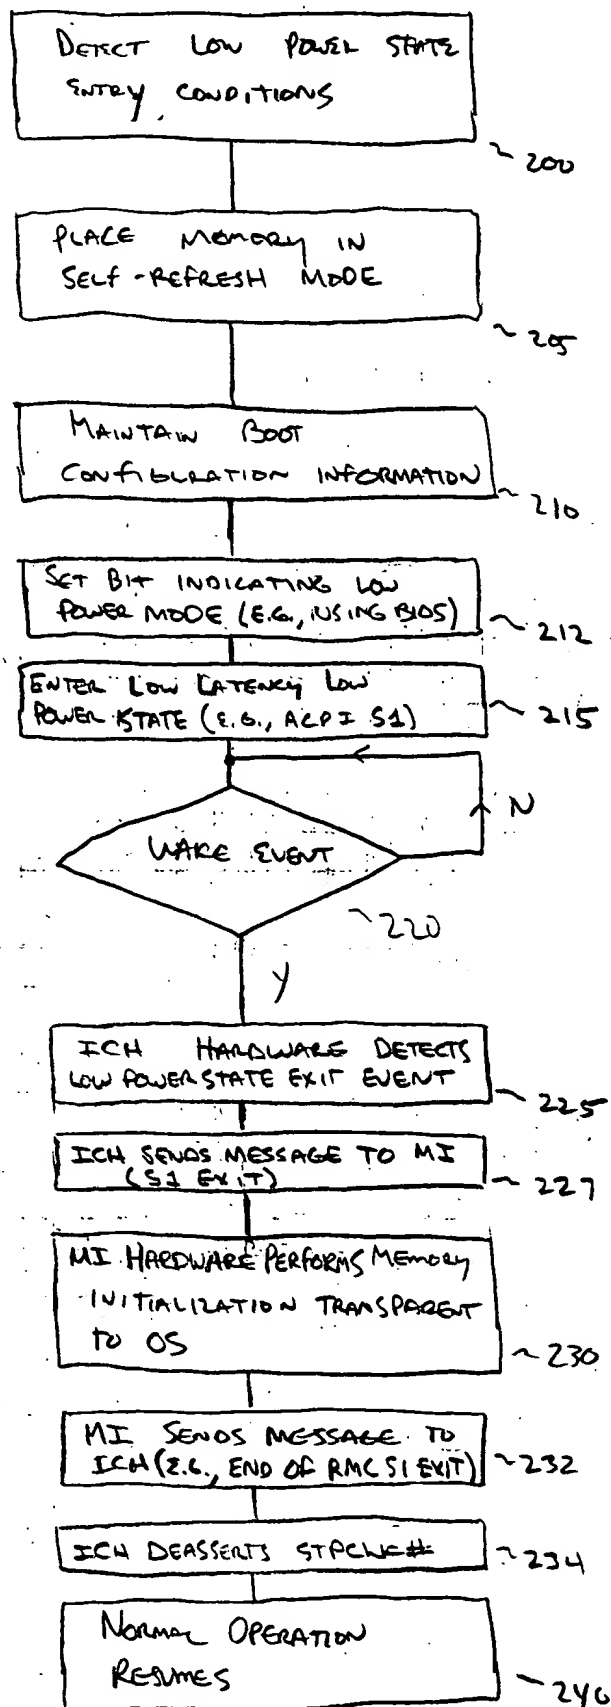 DETECT LOW POWER STATE
ENTRY CONDITIONS
200
PLACE MEMORY IN
SELF-REFRESH MODE
205
MAINTAIN BOOT
CONFIGURATION INFORMATION
210
SET BIT INDICATING LOW
POWER MODE (E.G., USING BIOS)
212
ENTER LOW LATENCY LOW
POWER STATE (E.G., ACPI S1)
215
N
WAKE EVENT
220
Y
ICH HARDWARE DETECTS
LOW POWER STATE EXIT EVENT
225
ICH SENDS MESSAGE TO MI
(S1 EXIT)
227
MI HARDWARE PERFORMS MEMORY
INITIALIZATION TRANSPARENT
TO OS
230
MI SENDS MESSAGE TO
ICH (E.G., END OF RMC S1 EXIT)
232
ICH DEASSERTS STPCLK#
234
NORMAL OPERATION
RESUMES
240